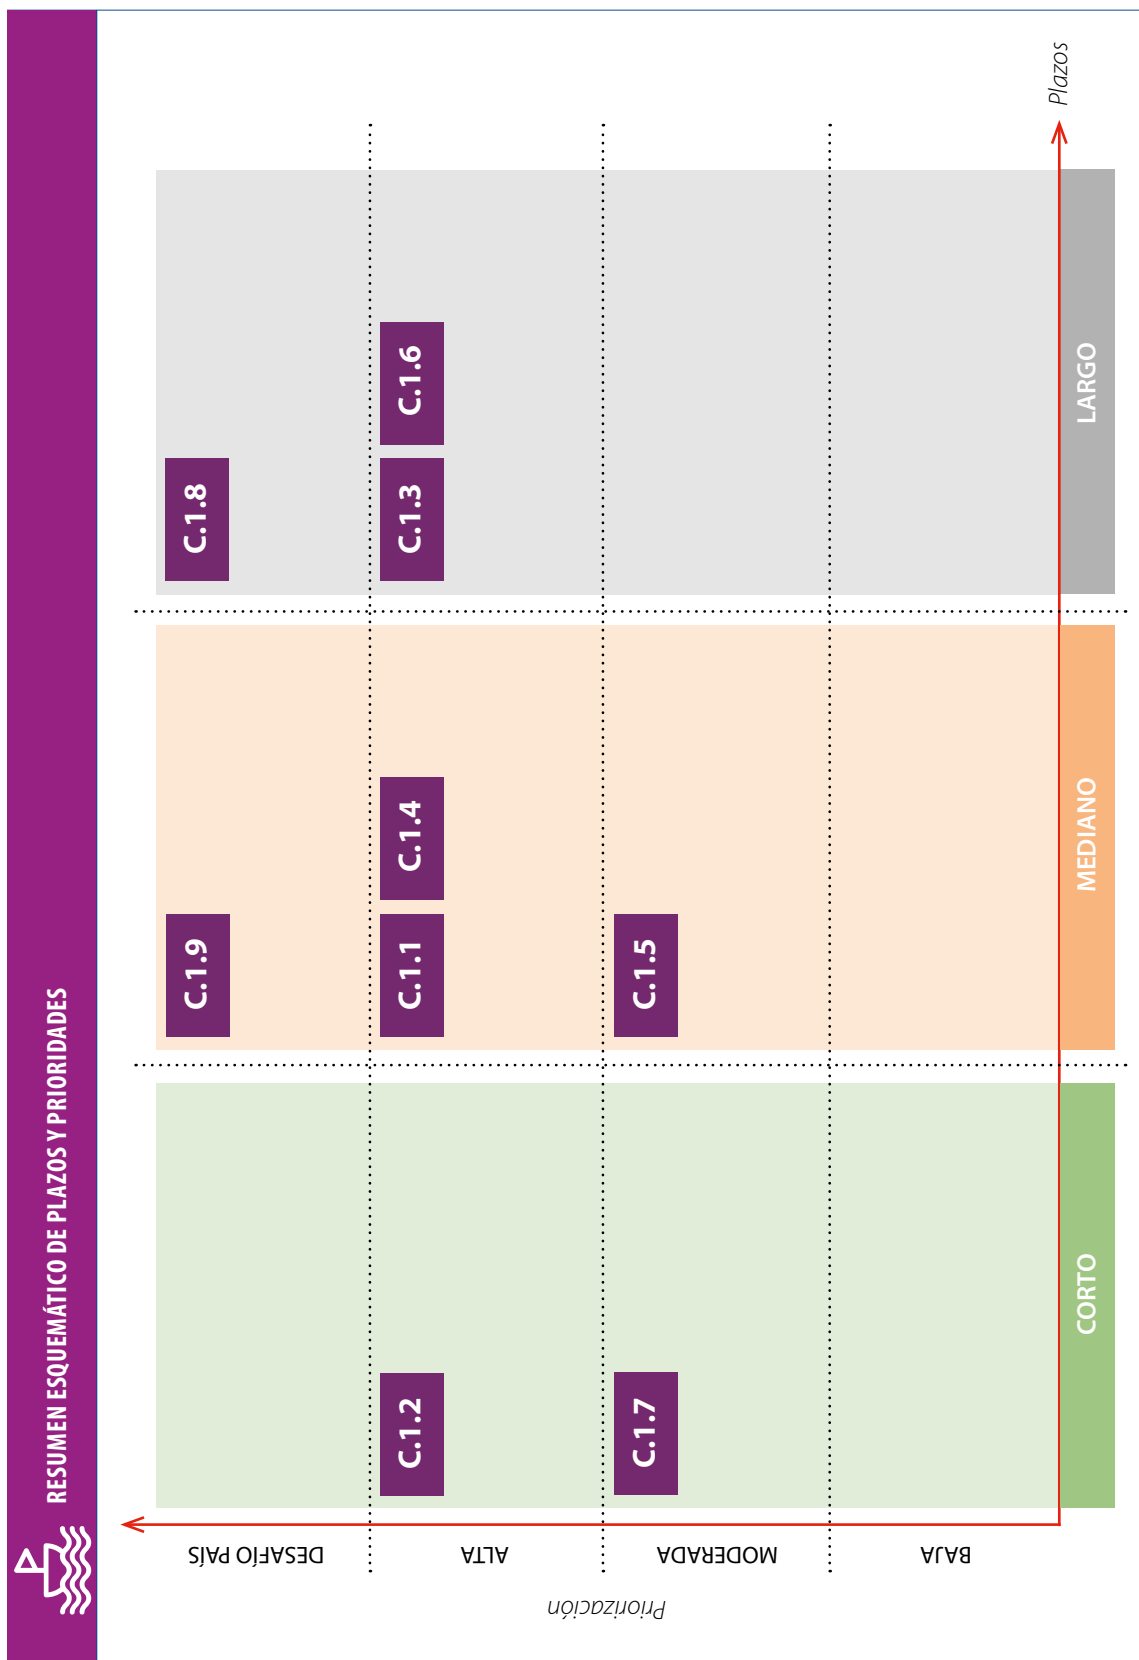 RESUMEN ESQUEMÁTICO DE PLAZOS Y PRIORIDADES
Priorización
DESAFÍO PAÍS
C.1.9
C.1.8
ALTA
C.1.2
C.1.1
C.1.4
C.1.3
C.1.6
MODERADA
C.1.7
C.1.5
BAJA
CORTO
MEDIANO
LARGO
Plazos